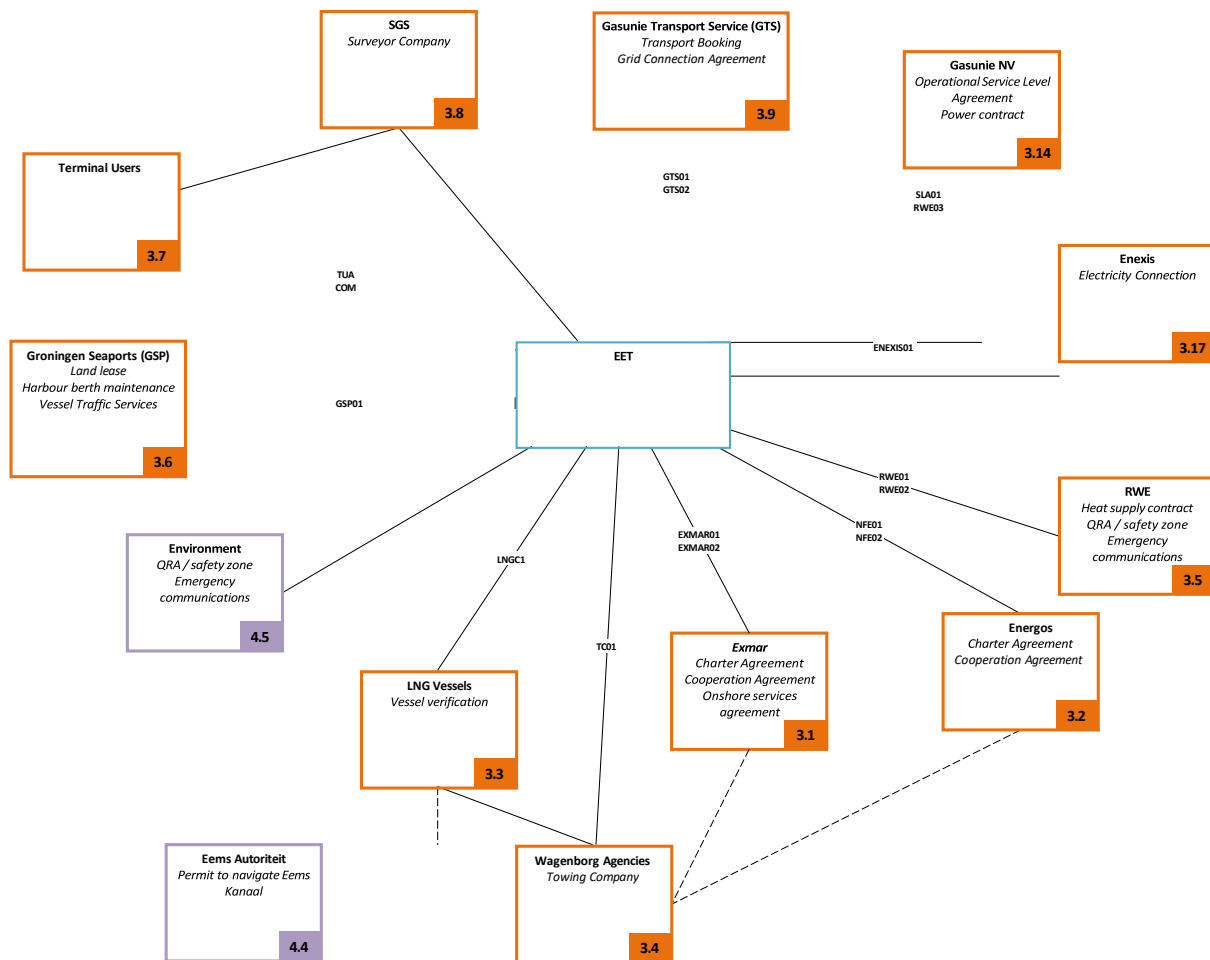 SGS
Surveyor Company
3.8
Gasunie Transport Service (GTS)
Transport Booking
Grid Connection Agreement
3.9
Gasunie NV
Operational Service Level
Agreement
Power contract
3.14
Terminal Users
3.7
GTS01
GTS02
SLA01
RWE03
Enexis
Electricity Connection
3.17
TUA
COM
Groningen Seaports (GSP)
Land lease
Harbour berth maintenance
Vessel Traffic Services
3.6
GSP01
EET
ENEXIS01
RWE01
RWE02
RWE
Heat supply contract
QRA / safety zone
Emergency
communications
3.5
Environment
QRA / safety zone
Emergency
communications
4.5
LNGC1
EXMAR01
EXMAR02
NFE01
NFE02
TC01
Exmar
Charter Agreement
Cooperation Agreement
Onshore services
agreement
3.1
Energos
Charter Agreement
Cooperation Agreement
3.2
LNG Vessels
Vessel verification
3.3
Eems Autoriteit
Permit to navigate Eems
Kanaal
4.4
Wagenborg Agencies
Towing Company
3.4